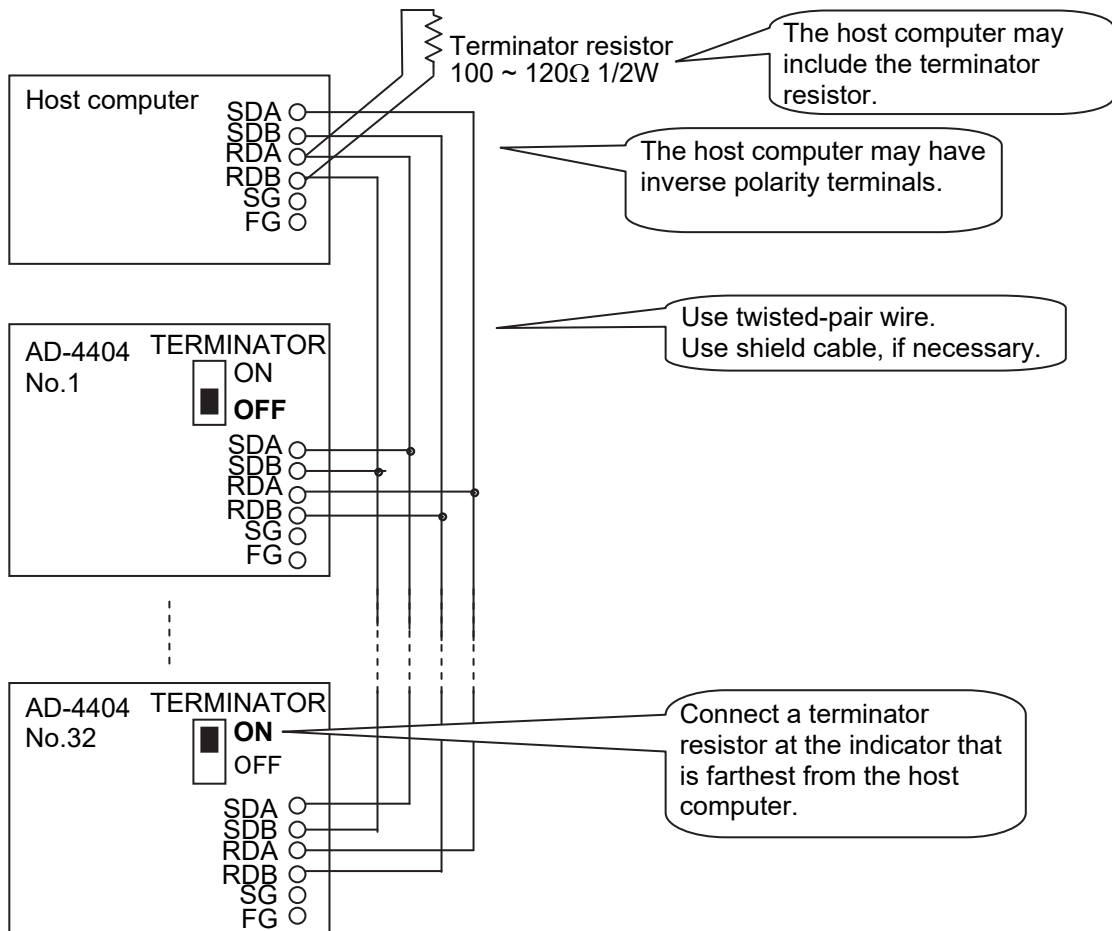 Terminator resistor
100 ~ 120Ω 1/2W
The host computer may
include the terminator
resistor.
Host computer
SDA
SDB
RDA
RDB
SG
FG
The host computer may have
inverse polarity terminals.
Use twisted-pair wire.
Use shield cable, if necessary.
AD-4404
No.1
TERMINATOR
ON
OFF
SDA
SDB
RDA
RDB
SG
FG
AD-4404
No.32
TERMINATOR
ON
OFF
SDA
SDB
RDA
RDB
SG
FG
Connect a terminator
resistor at the indicator that
is farthest from the host
computer.